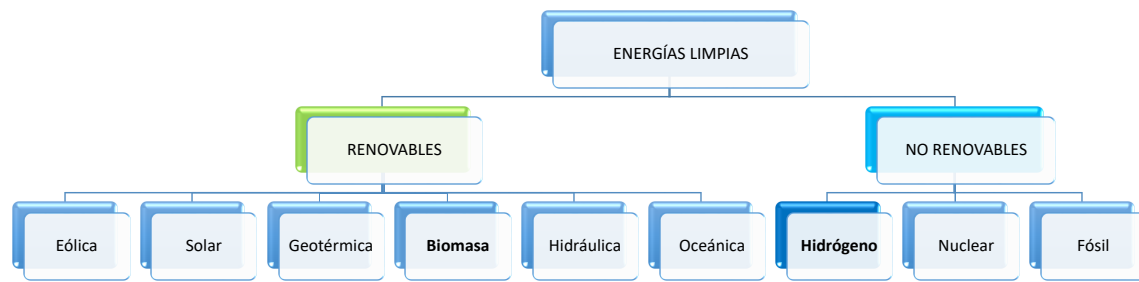 ENERGÍAS LIMPIAS
RENOVABLES
NO RENOVABLES
Eólica
Solar
Geotérmica
Biomasa
Hidráulica
Oceánica
Hidrógeno
Nuclear
Fósil